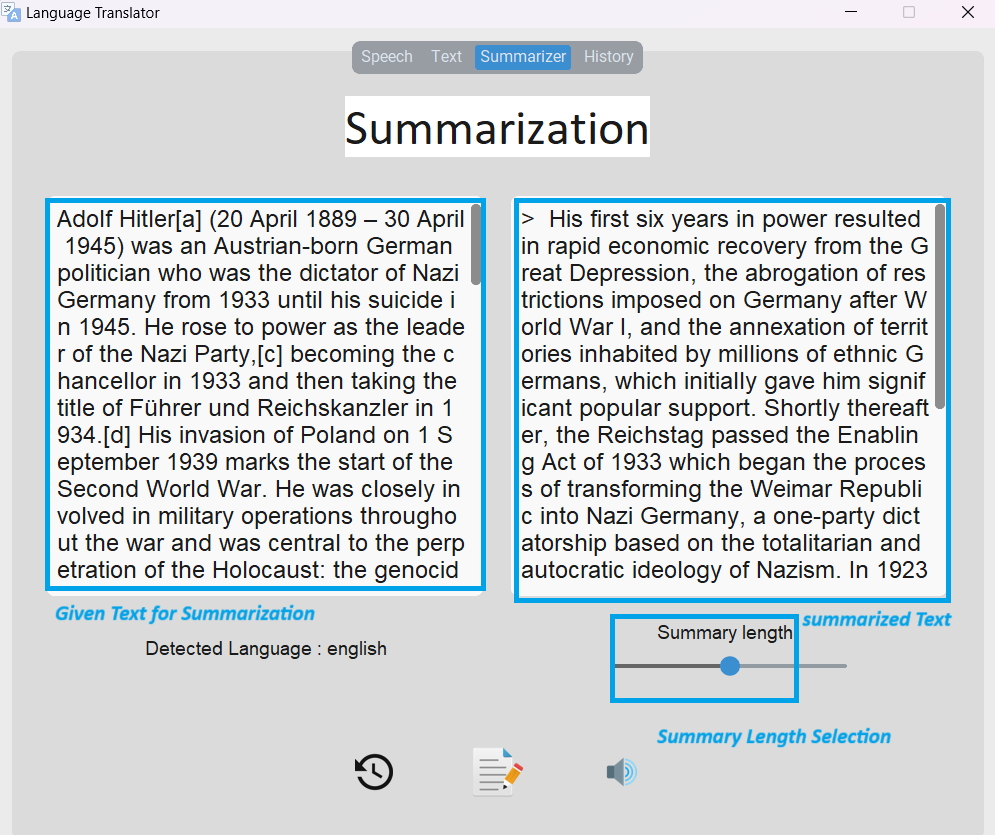 Language Translator
Speech Text Summarizer History
Summarization
Adolf Hitler[a] (20 April 1889 – 30 April
1945) was an Austrian-born German
politician who was the dictator of Nazi
Germany from 1933 until his suicide i
n 1945. He rose to power as the leade
r of the Nazi Party,[c] becoming the c
hancellor in 1933 and then taking the
title of Führer und Reichskanzler in 1
934.[d] His invasion of Poland on 1 S
eptember 1939 marks the start of the
Second World War. He was closely in
volved in military operations througho
ut the war and was central to the perp
etration of the Holocaust: the genocid
> His first six years in power resulted
in rapid economic recovery from the G
reat Depression, the abrogation of res
trictions imposed on Germany after W
orld War I, and the annexation of territ
ories inhabited by millions of ethnic G
ermans, which initially gave him signif
icant popular support. Shortly thereaft
er, the Reichstag passed the Enablin
g Act of 1933 which began the proces
s of transforming the Weimar Republi
c into Nazi Germany, a one-party dict
atorship based on the totalitarian and
autocratic ideology of Nazism. In 1923
Given Text for Summarization
summarized Text
Detected Language : english
Summary length
Summary Length Selection